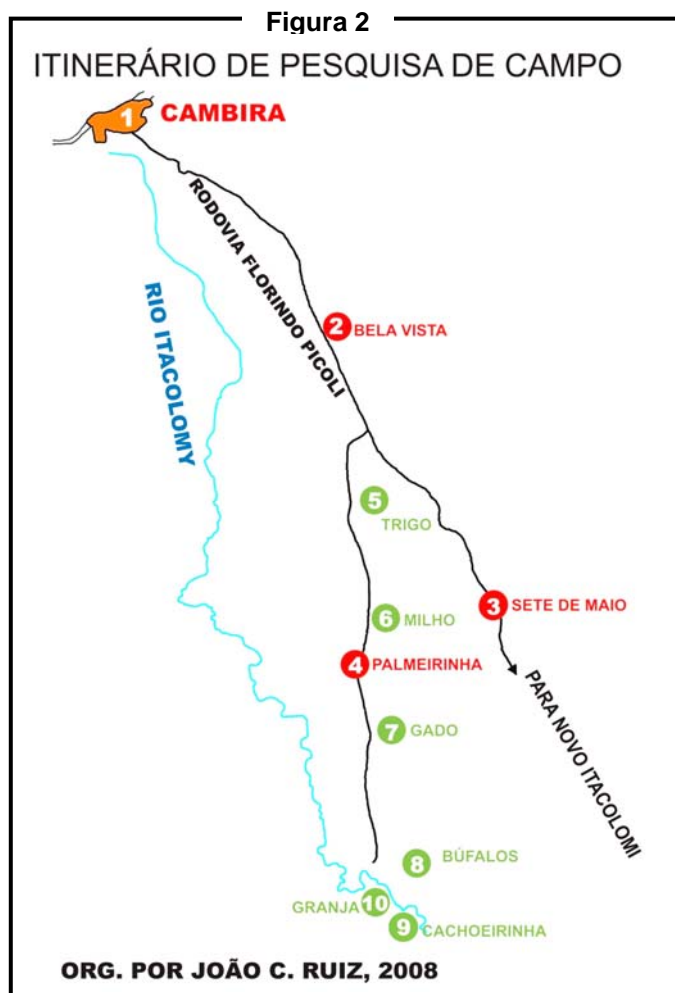 Figura 2
ITINERÁRIO DE PESQUISA DE CAMPO
1 CAMBIRA
RODOVIA FLORINDO PICOLI
RIO ITACOLOMY
2 BELA VISTA
5
TRIGO
3 SETE DE MAIO
6 MILHO
4 PALMEIRINHA
PARA NOVO ITACOLOMI
7 GADO
8 BÚFALOS
GRANJA 10
9 CACHOEIRINHA
ORG. POR JOÃO C. RUIZ, 2008